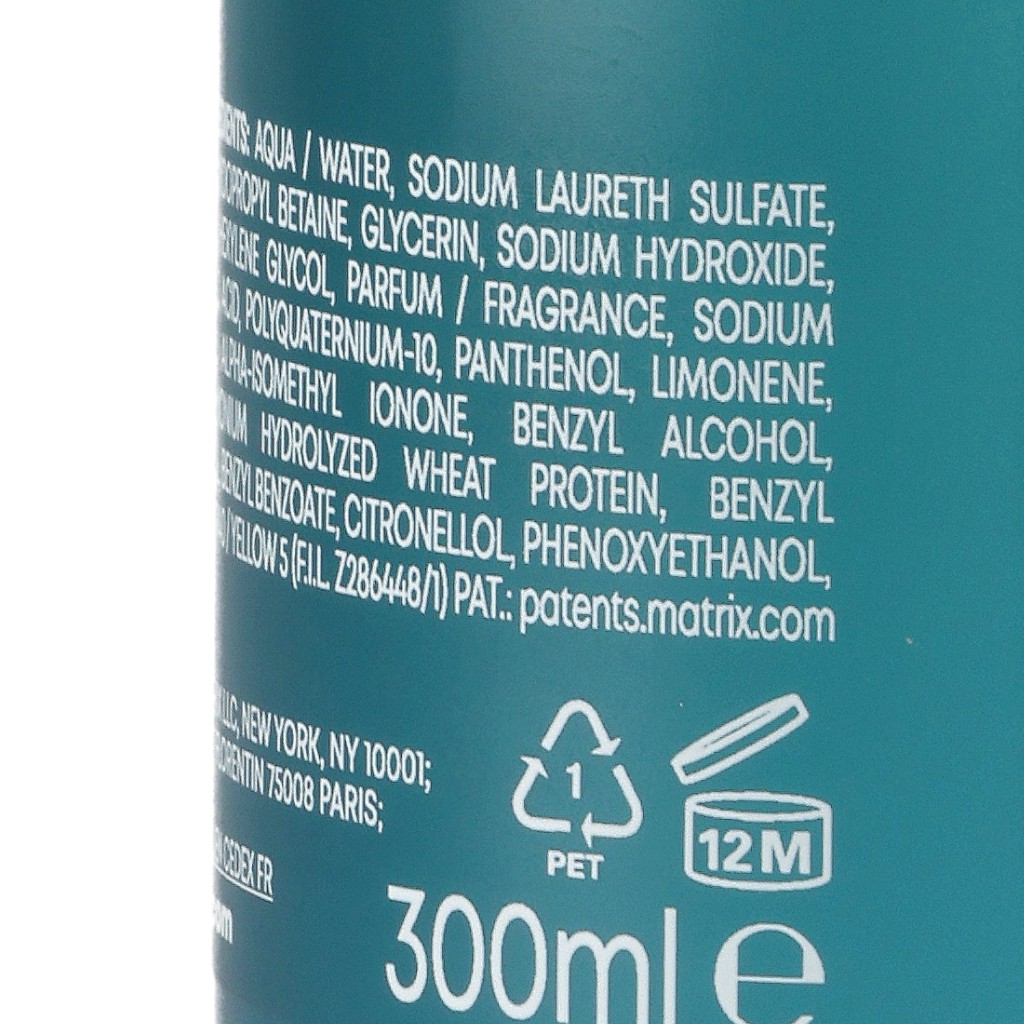 AQUA / WATER, SODIUM LAURETH SULFATE,
BETAINE, GLYCERIN, SODIUM HYDROXIDE,
GLYCOL, PARFUM / FRAGRANCE, SODIUM
ACID, POLYQUATERNIUM-10, PANTHENOL, LIMONENE,
ALPHA-ISOMETHYL IONONE, BENZYL ALCOHOL,
HYDROLYZED WHEAT PROTEIN, BENZYL
BENZYL BENZOATE, CITRONELLOL, PHENOXYETHANOL,
/ YELLOW 5 (F.I.L. Z286448/1) PAT.: patents.matrix.com
LLC, NEW YORK, NY 10001;
75008 PARIS;
CEDEX FR
1
PET
12M
300ml e